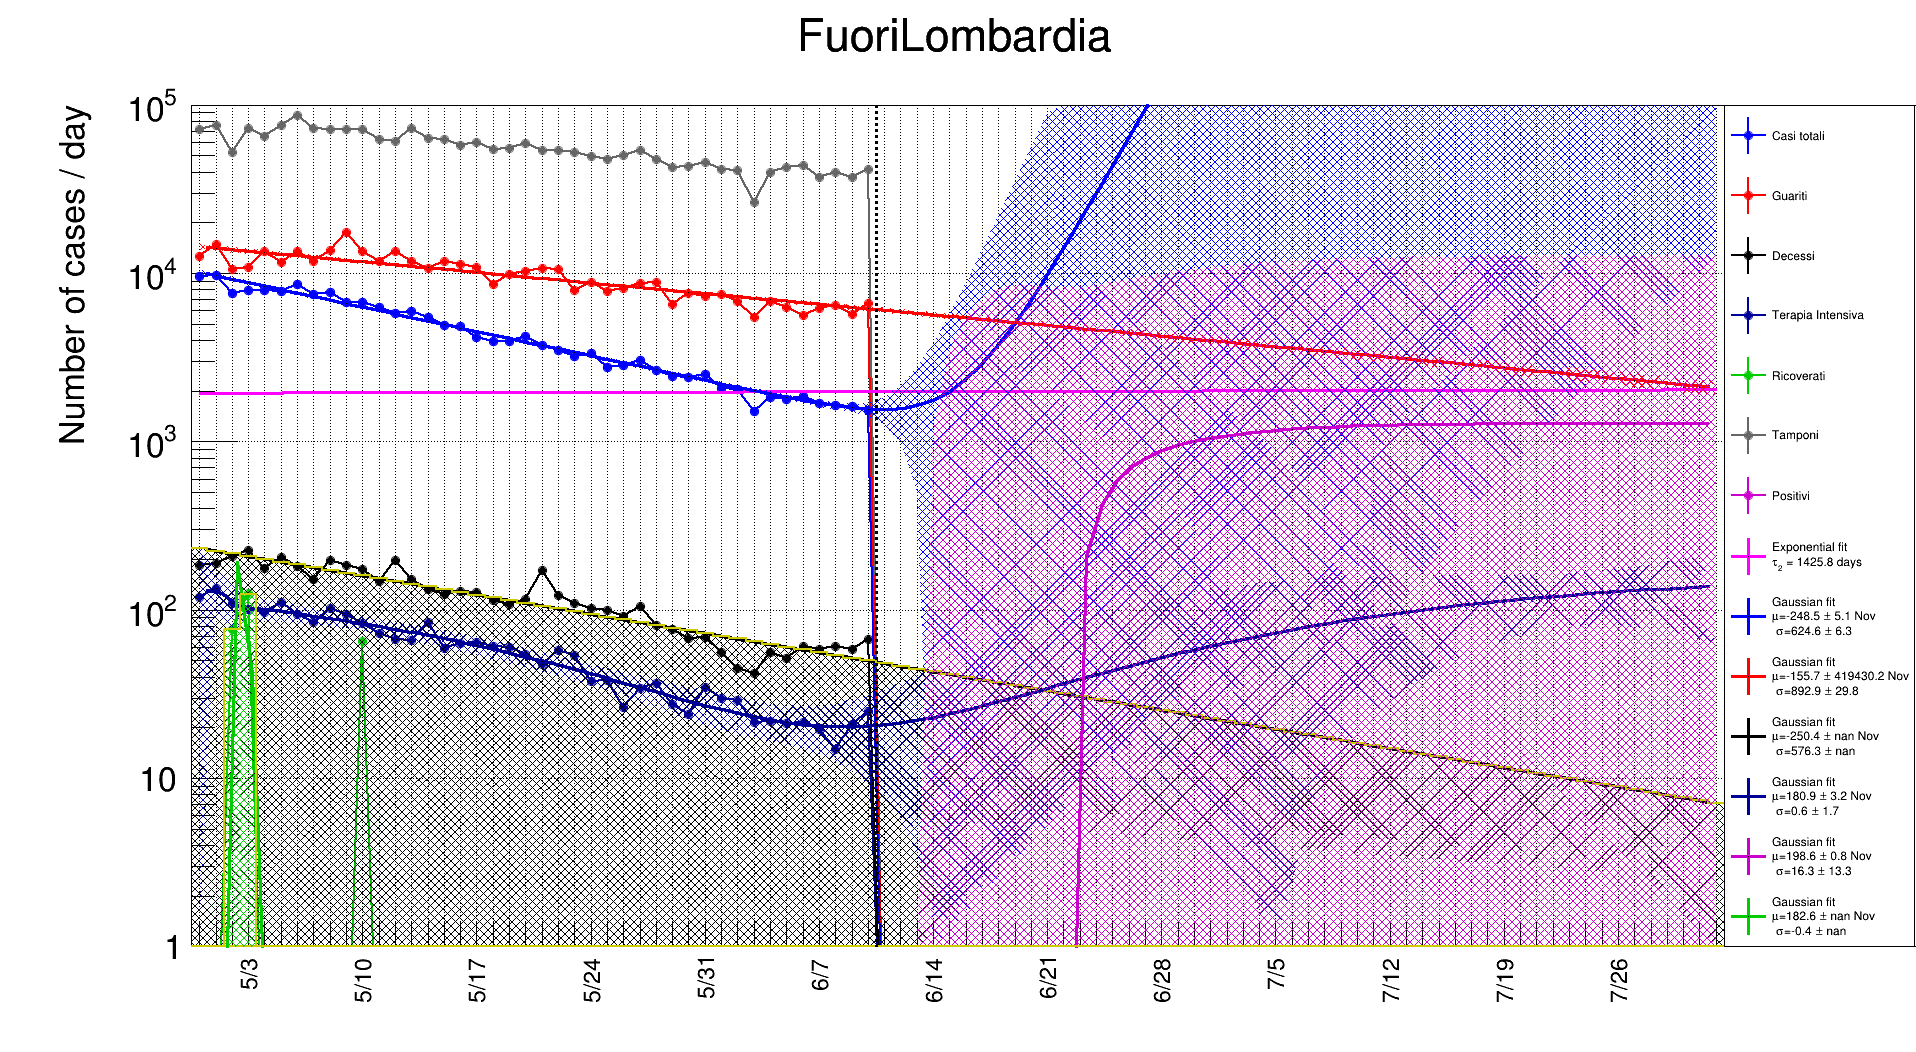 FuoriLombardia
Number of cases / day
10^5
10^4
10^3
10^2
10
1
5/3
5/10
5/17
5/24
5/31
6/7
6/14
6/21
6/28
7/5
7/12
7/19
7/26
Casi totali
Guariti
Decessi
Terapia Intensiva
Ricoverati
Tamponi
Positivi
Exponential fit
τ₂ = 1425.8 days
Gaussian fit
μ=-248.5 ± 5.1 Nov
σ=624.6 ± 6.3
Gaussian fit
μ=-155.7 ± 419430.2 Nov
σ=892.9 ± 29.8
Gaussian fit
μ=-250.4 ± nan Nov
σ=576.3 ± nan
Gaussian fit
μ=180.9 ± 3.2 Nov
σ=0.6 ± 1.7
Gaussian fit
μ=198.6 ± 0.8 Nov
σ=16.3 ± 13.3
Gaussian fit
μ=182.6 ± nan Nov
σ=-0.4 ± nan